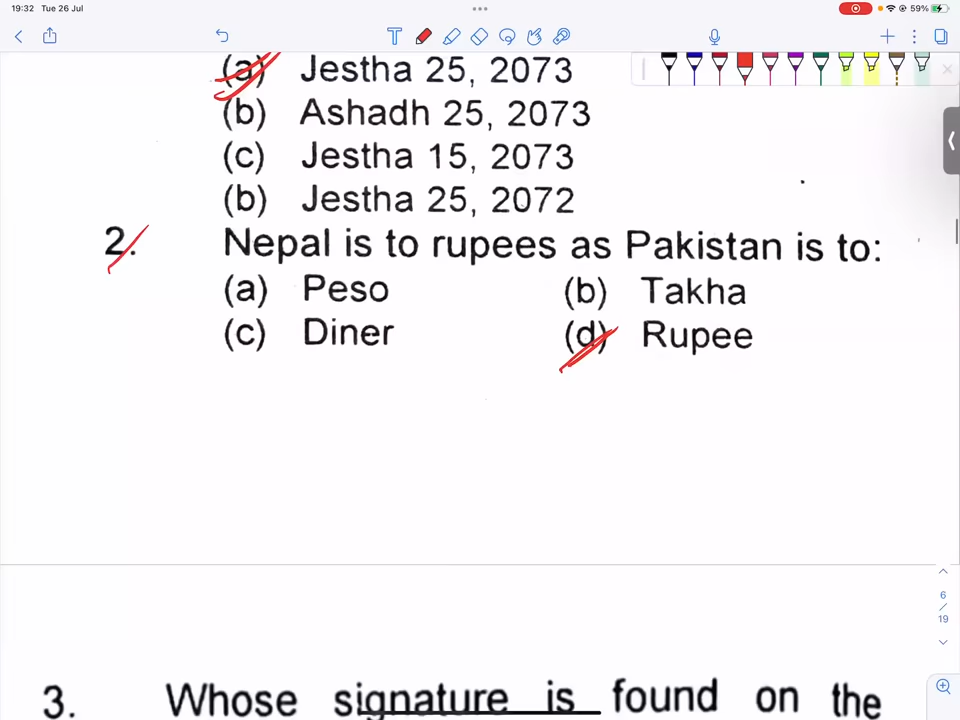 19:32 Tue 26 Jul
59%
(a) Jestha 25, 2073
(b) Ashadh 25, 2073
(c) Jestha 15, 2073
(b) Jestha 25, 2072
2. Nepal is to rupees as Pakistan is to:
(a) Peso (b) Takha
(c) Diner (d) Rupee
6
/
19
3. Whose signature is found on the